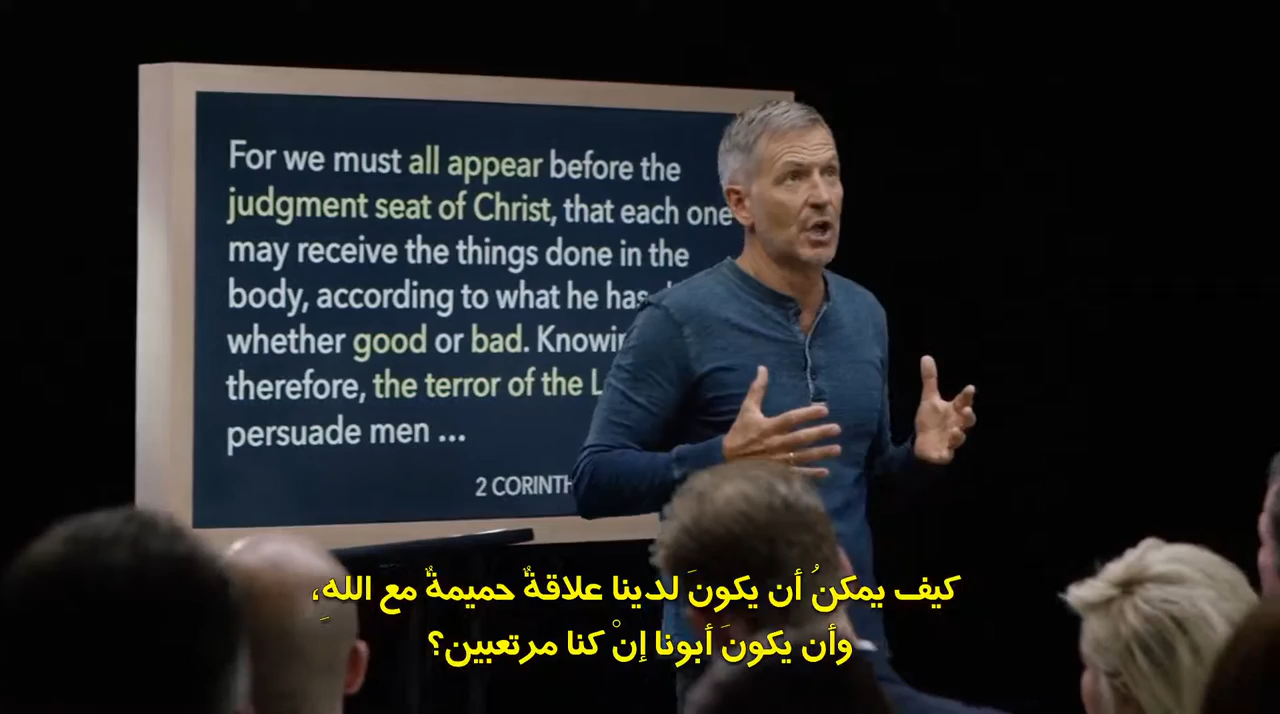 For we must all appear before the
judgment seat of Christ, that each one
may receive the things done in the
body, according to what he has
whether good or bad.
therefore, the terror of the
persuade men ...
2
كيف يمكنُ أن يكونَ لدينا علاقةٌ حميمةٌ مع اللهِ،
وأن يكونَ أبونا إنْ كنا مرتعبين؟